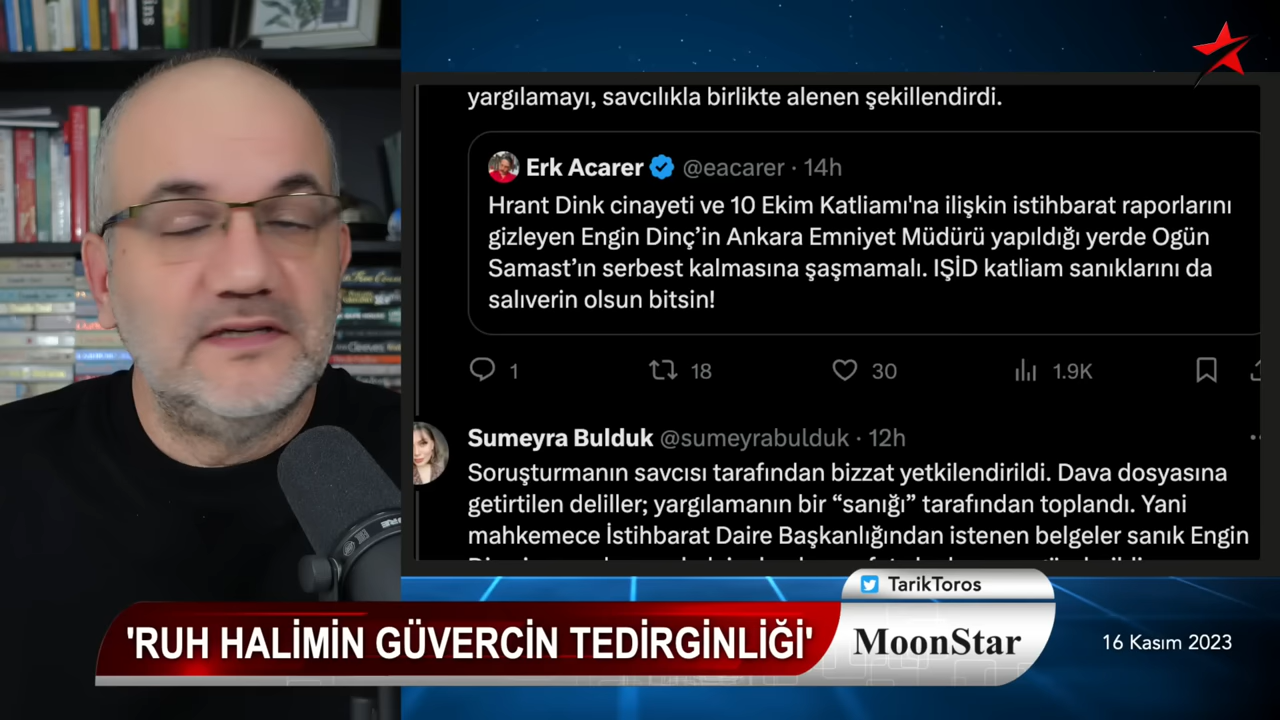 yargılamayı, savcılıkla birlikte alenen şekillendirdi.
Erk Acarer @eacarer · 14h
Hrant Dink cinayeti ve 10 Ekim Katliamı'na ilişkin istihbarat raporlarını
gizleyen Engin Dinç’in Ankara Emniyet Müdürü yapıldığı yerde Ogün
Samast’ın serbest kalmasına şaşmamalı. IŞİD katliam sanıklarını da
salıverin olsun bitsin!
1 18 30 1.9K
Sumeyra Bulduk @sumeyrabulduk · 12h
Soruşturmanın savcısı tarafından bizzat yetkilendirildi. Dava dosyasına
getirtilen deliller; yargılamanın bir “sanığı” tarafından toplandı. Yani
mahkemece İstihbarat Daire Başkanlığından istenen belgeler sanık Engin
TarikToros
'RUH HALİMİN GÜVERCİN TEDİRGİNLİĞİ'
MoonStar
16 Kasım 2023